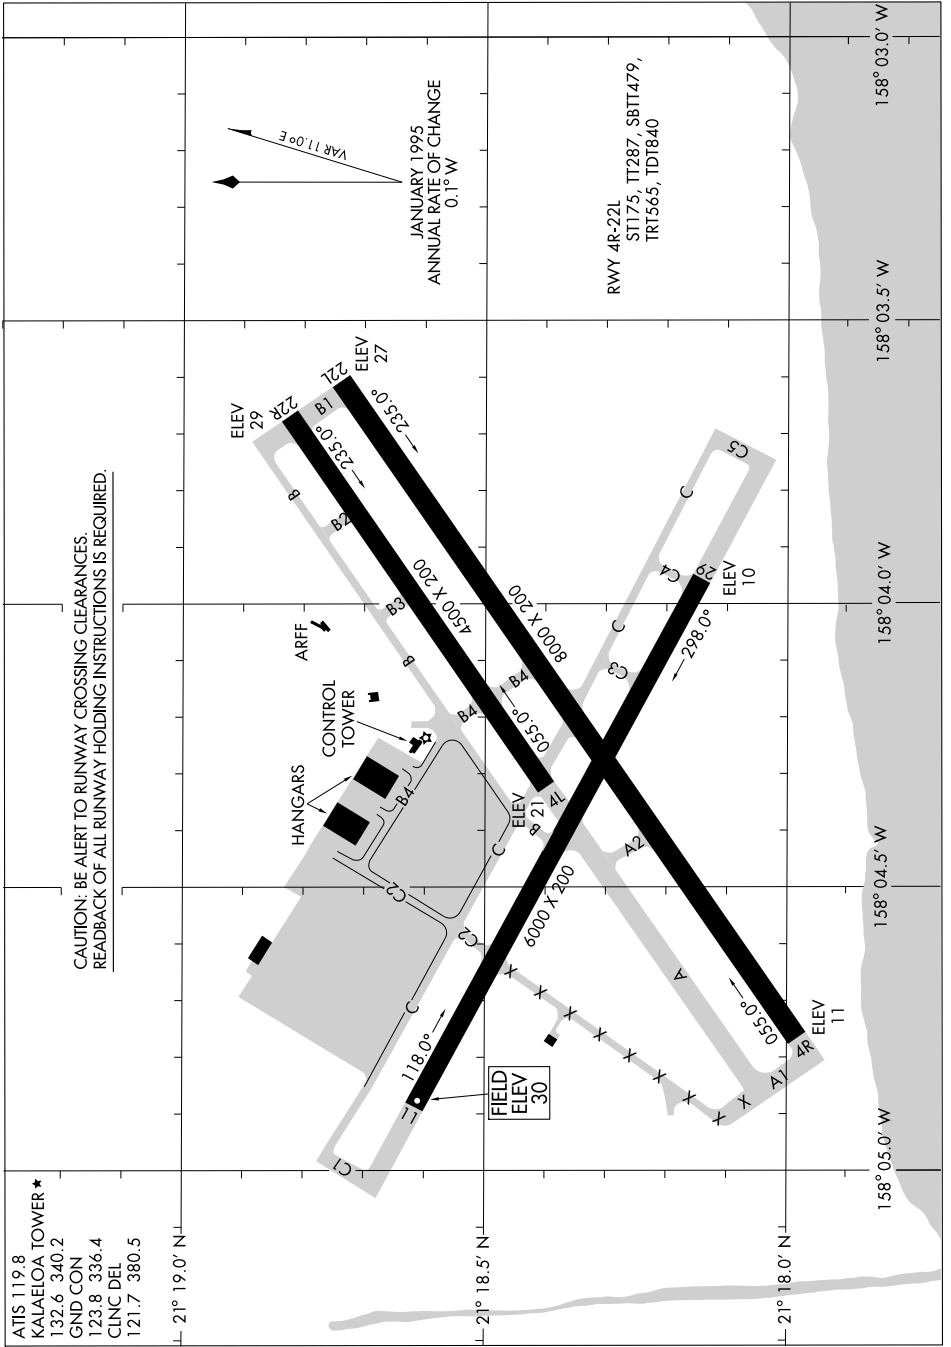 ATIS 119.8
KALAELOA TOWER ★
132.6 340.2
GND CON
123.8 336.4
CLNC DEL
121.7 380.5
CAUTION: BE ALERT TO RUNWAY CROSSING CLEARANCES.
READBACK OF ALL RUNWAY HOLDING INSTRUCTIONS IS REQUIRED.
JANUARY 1995
ANNUAL RATE OF CHANGE
0.1° W
VAR 11.0° E
RWY 4R-22L
ST175, TT287, SBTT479,
TRT565, TDT840
21° 19.0' N
21° 18.5' N
21° 18.0' N
158° 05.0' W
158° 04.5' W
158° 04.0' W
158° 03.5' W
158° 03.0' W
HANGARS
CONTROL
TOWER
ARFF
ELEV
29
22R
235.0°
B1
22L
ELEV
27
235.0°
B
B2
B3
B
4500 X 200
8000 X 200
B4
B4
B4
055.0°
4L
ELEV
21
B
C1
11
118.0°
FIELD
ELEV
30
C
C2
C2
C
6000 X 200
C3
C
C4
C
C5
29
ELEV
10
298.0°
A2
A
A1
4R
055.0°
ELEV
11
X
X
X
X
X
X
X
X
X